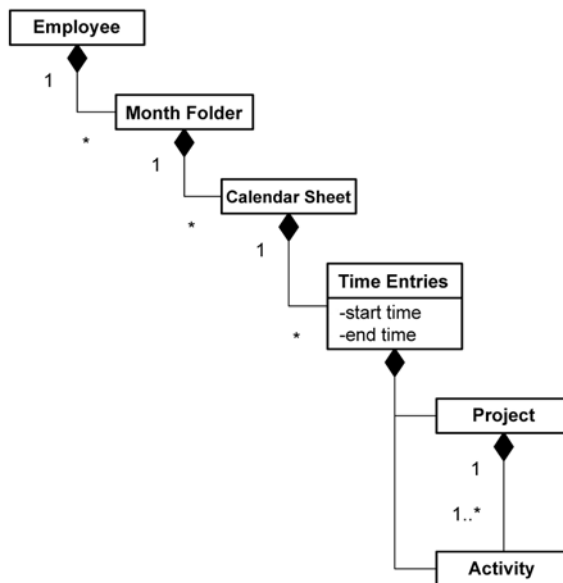 Employee
1
Month Folder
*
1
Calendar Sheet
*
1
Time Entries
-start time
*
-end time
Project
1
1..*
Activity